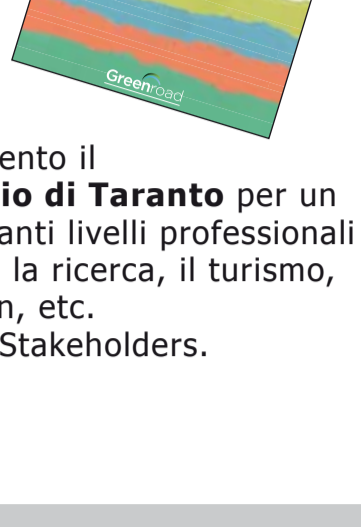 Greenroad
ento il
io di Taranto per un
anti livelli professionali
la ricerca, il turismo,
n, etc.
Stakeholders.